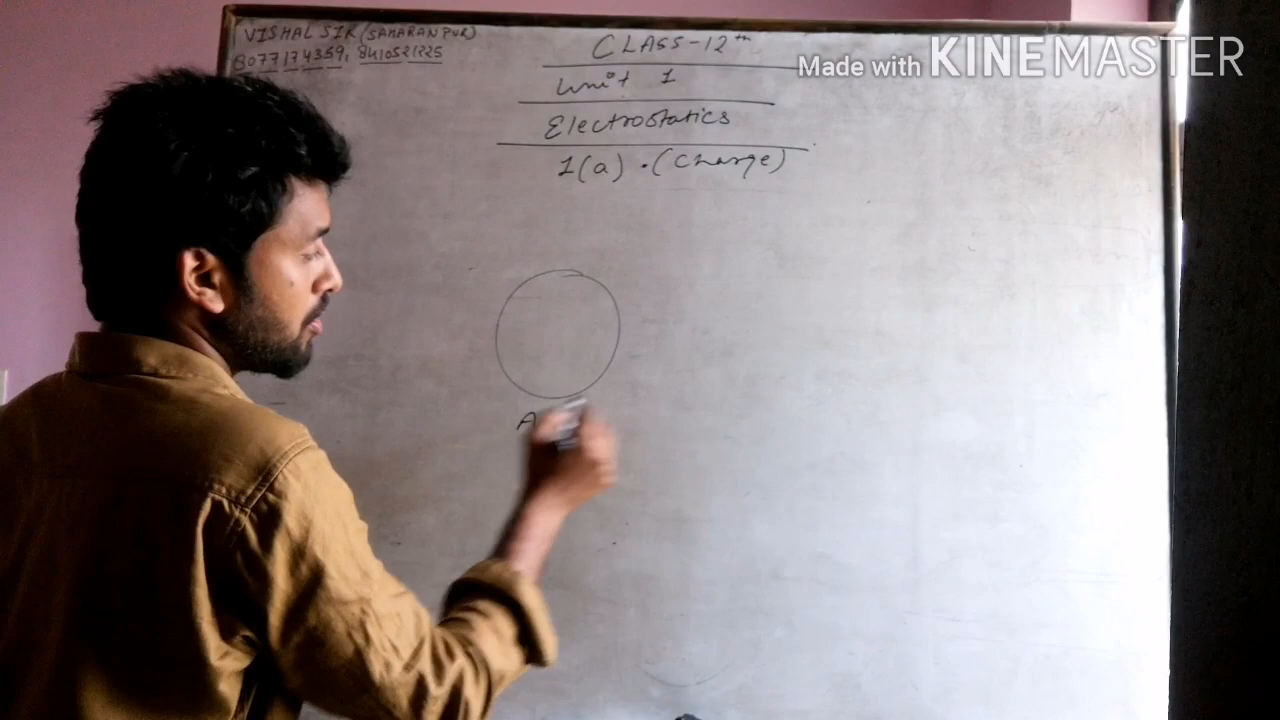 VISHAL SIR (SAHARANPUR)
8077174359, 8410521225
CLASS-12th
Unit 1
Electrostatics
1(a) . (Charge)
A
Made with KINEMASTER